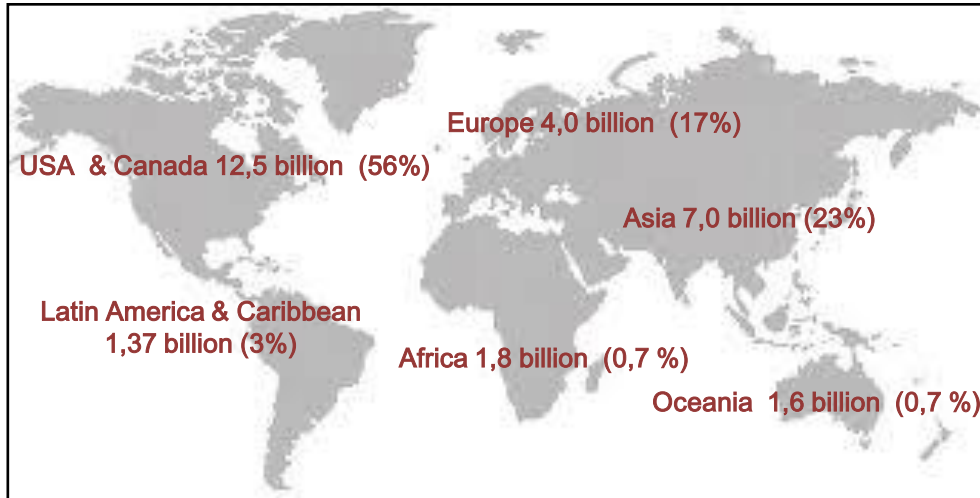 Europe 4,0 billion (17%)
USA & Canada 12,5 billion (56%)
Asia 7,0 billion (23%)
Latin America & Caribbean
1,37 billion (3%)
Africa 1,8 billion (0,7 %)
Oceania 1,6 billion (0,7 %)